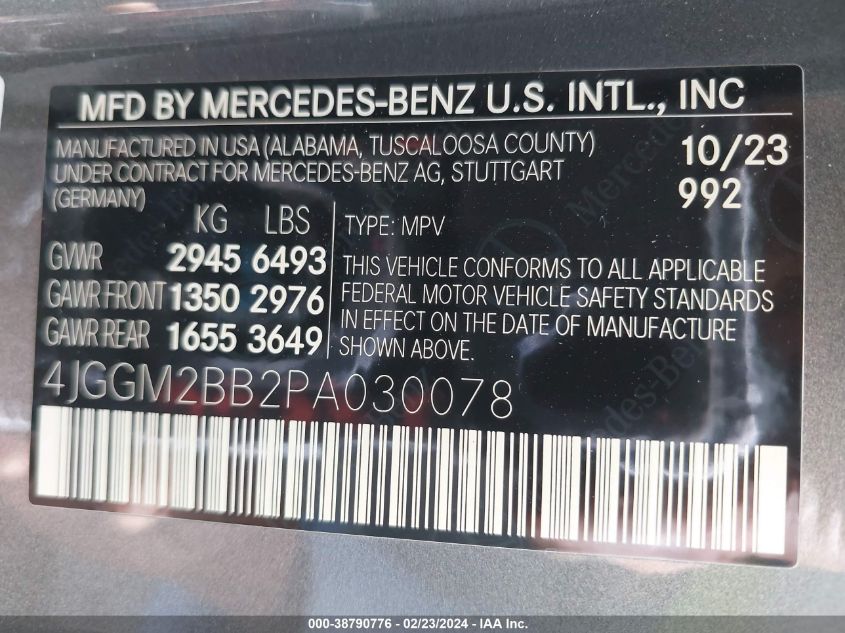 MFD BY MERCEDES-BENZ U.S. INTL., INC
MANUFACTURED IN USA (ALABAMA, TUSCALOOSA COUNTY)
UNDER CONTRACT FOR MERCEDES-BENZ AG, STUTTGART
(GERMANY)
10/23
992
KG LBS
GVWR 2945 6493
GAWR FRONT 1350 2976
GAWR REAR 1655 3649
TYPE: MPV
THIS VEHICLE CONFORMS TO ALL APPLICABLE
FEDERAL MOTOR VEHICLE SAFETY STANDARDS
IN EFFECT ON THE DATE OF MANUFACTURE
SHOWN ABOVE.
4JGGM2BB2PA030078
000-38790776 - 02/23/2024 - IAA Inc.